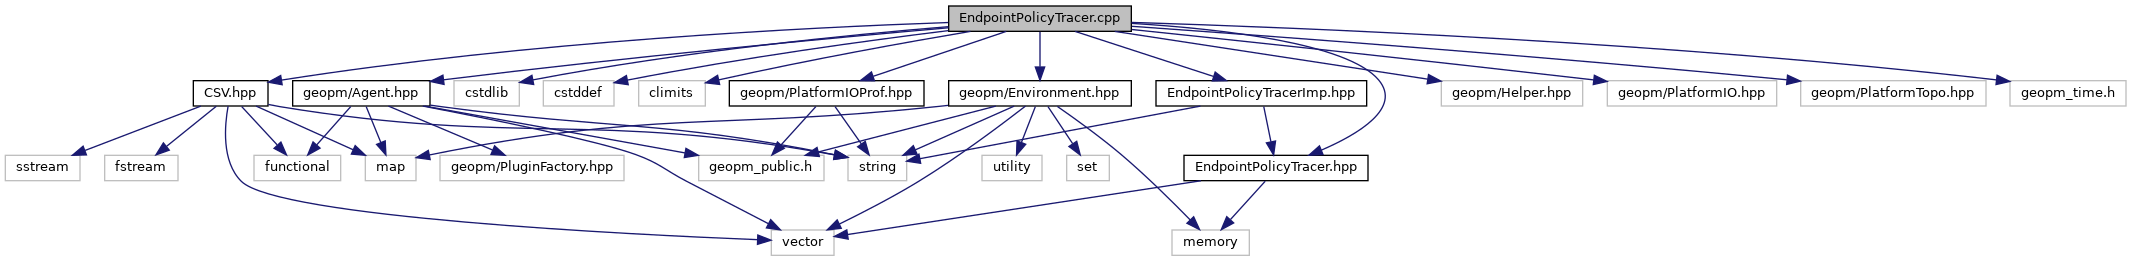 EndpointPolicyTracer.cpp
CSV.hpp
geopm/Agent.hpp
cstdlib
cstddef
climits
geopm/PlatformIOProf.hpp
geopm/Environment.hpp
EndpointPolicyTracerImp.hpp
geopm/Helper.hpp
geopm/PlatformIO.hpp
geopm/PlatformTopo.hpp
geopm_time.h
sstream
fstream
functional
map
geopm/PluginFactory.hpp
geopm_public.h
string
utility
set
EndpointPolicyTracer.hpp
vector
memory